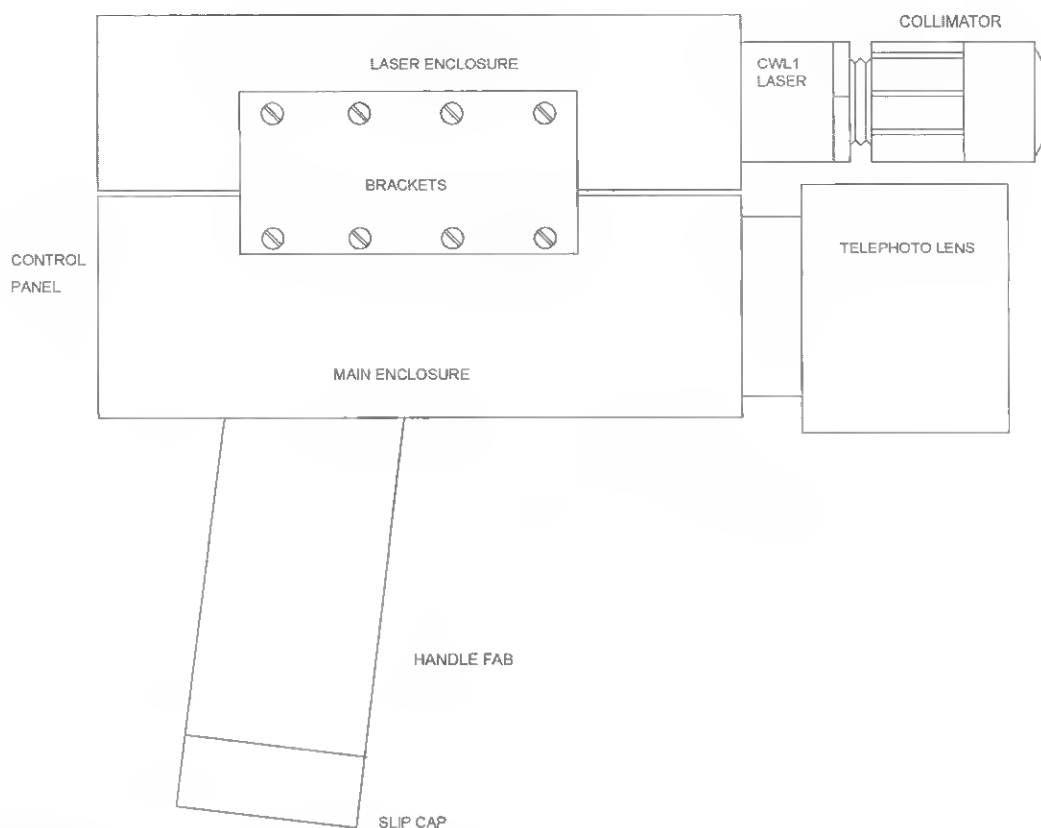 COLLIMATOR
LASER ENCLOSURE
CWL1
LASER
BRACKETS
TELEPHOTO LENS
CONTROL
PANEL
MAIN ENCLOSURE
HANDLE FAB
SLIP CAP